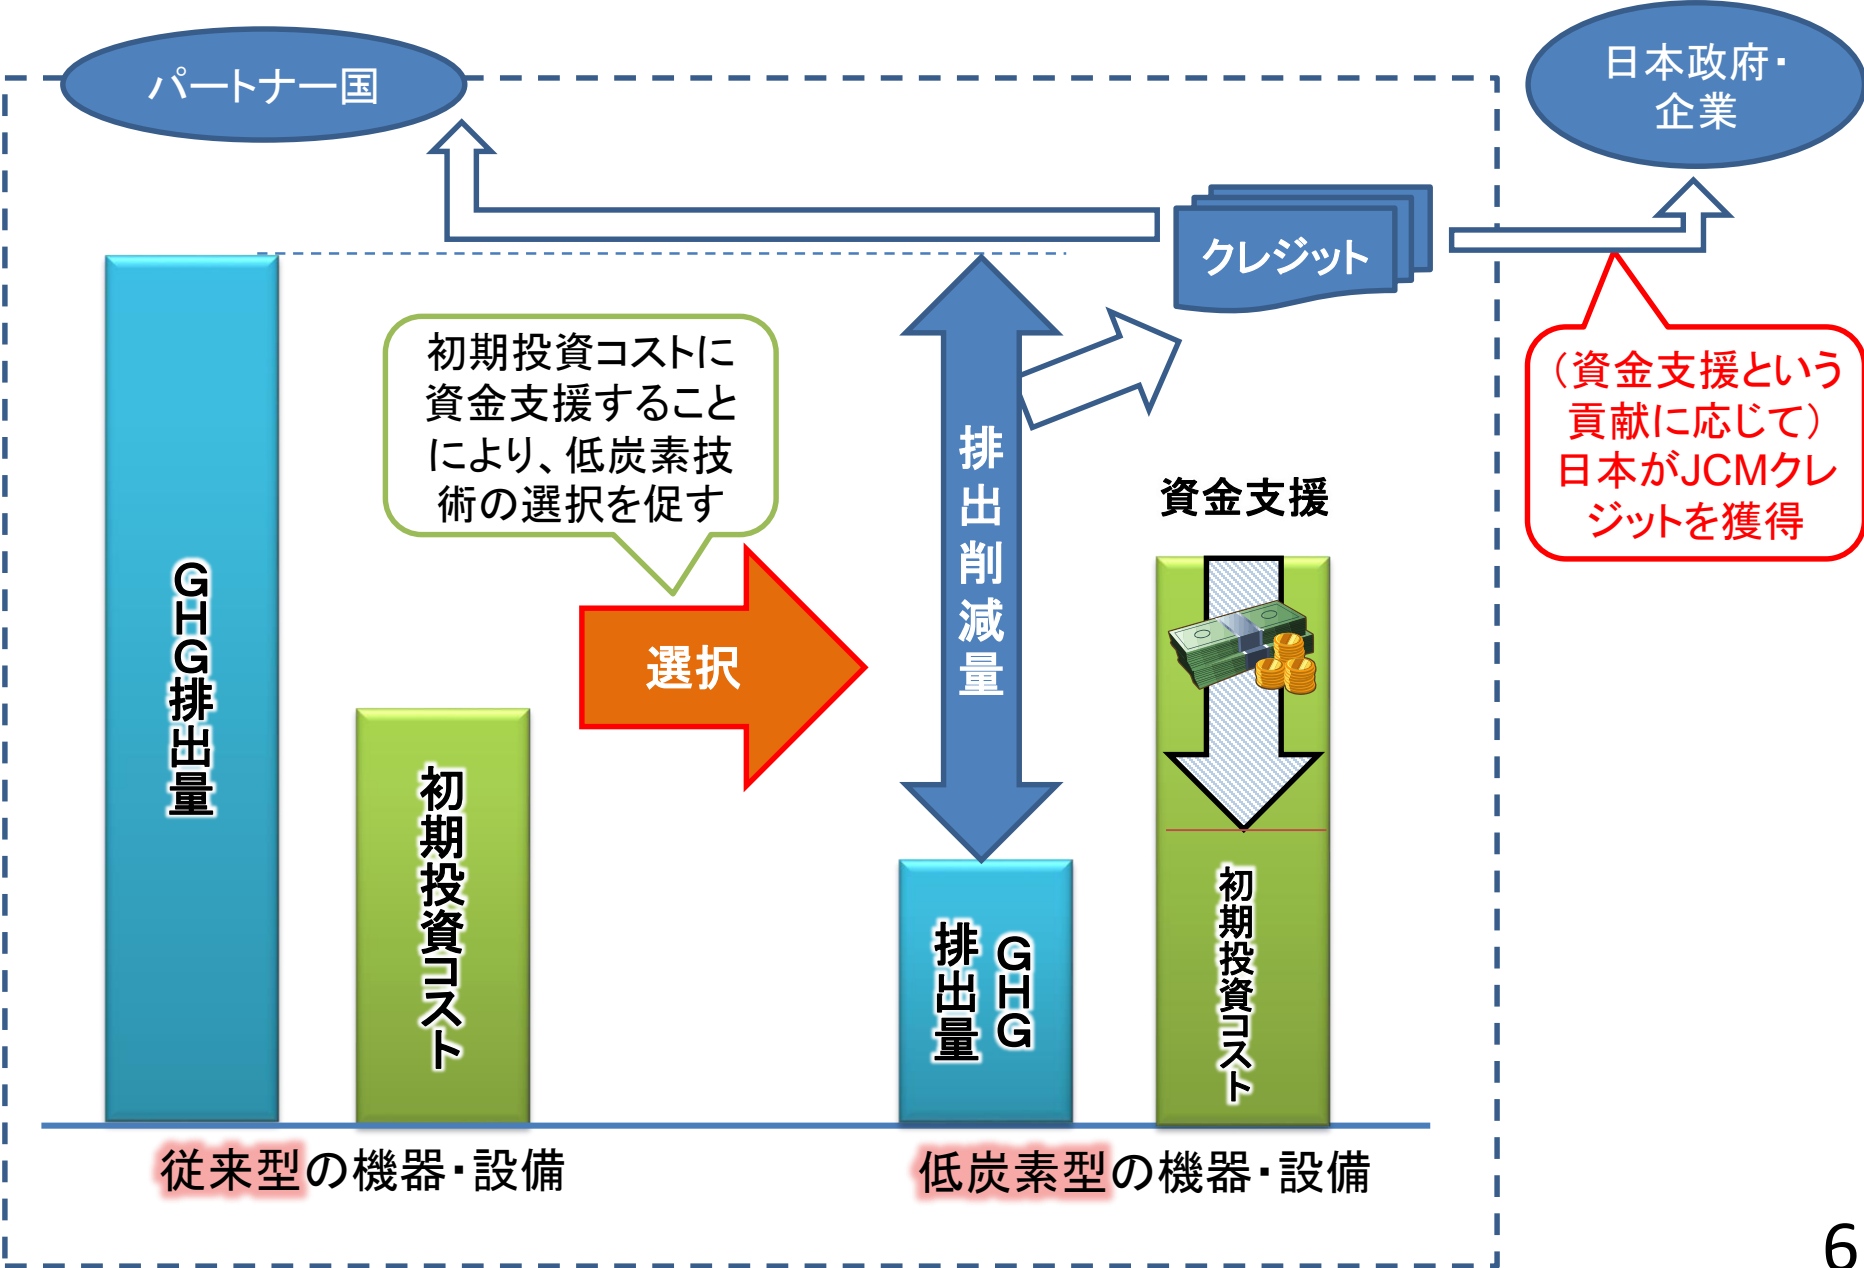 パートナー国
日本政府・
企業
クレジット
初期投資コストに
資金支援すること
により、低炭素技
術の選択を促す
（資金支援という
貢献に応じて）
日本がJCMクレ
ジットを獲得
資金支援
選択
排出削減量
GHG排出量
初期投資コスト
GHG
排出量
初期投資コスト
従来型の機器・設備
低炭素型の機器・設備
6